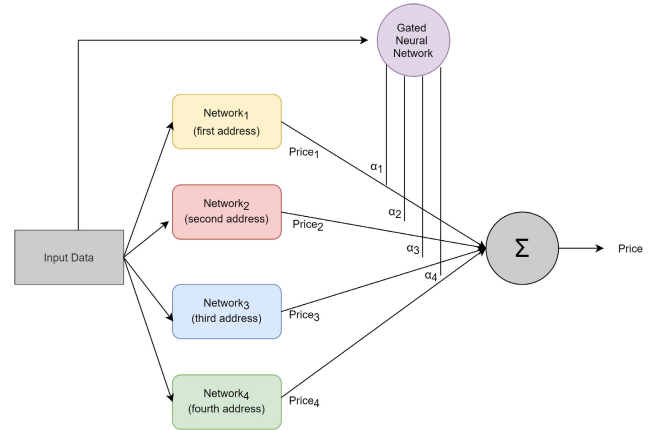 Gated
Neural
Network
Network1
(first address)
Price1
α1
Network2
(second address)
Price2
α2
Input Data
Σ
Price
α3
α4
Network3
(third address)
Price3
Network4
(fourth address)
Price4